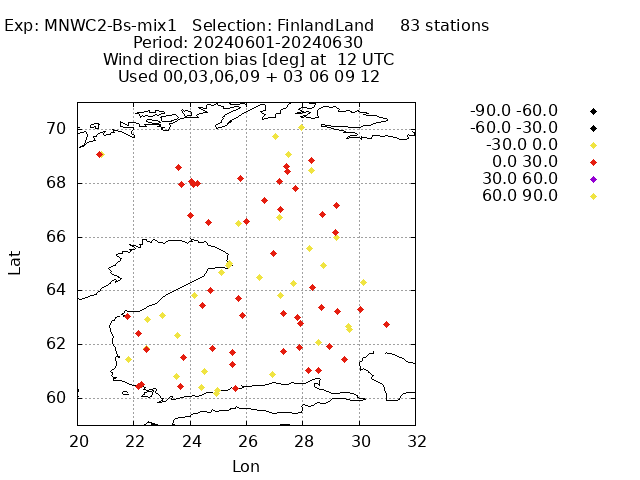 Exp: MNWC2-Bs-mix1   Selection: FinlandLand     83 stations
Period: 20240601-20240630
Wind direction bias [deg] at  12 UTC
Used 00,03,06,09 + 03 06 09 12
-90.0 -60.0
-60.0 -30.0
-30.0 0.0
0.0 30.0
30.0 60.0
60.0 90.0
70
68
66
64
62
60
Lat
20 22 24 26 28 30 32
Lon